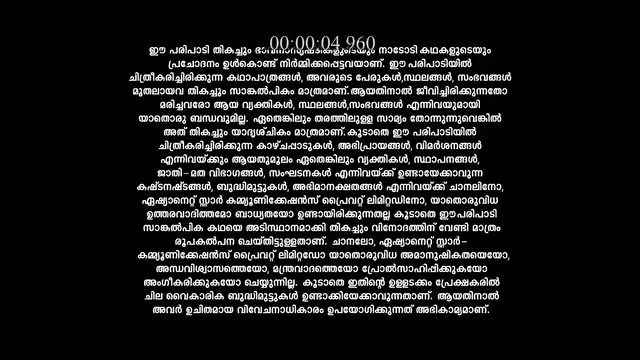 00:00:04.960
ഈ പരിപാടി തികച്ചും ഭാവനാസൃഷ്ടികളുടേയും നാടോടി കഥകളുടെയും
പ്രചോദനം ഉൾകൊണ്ട് നിർമ്മിക്കപ്പെട്ടവയാണ്. ഈ പരിപാടിയിൽ
ചിത്രീകരിച്ചിരിക്കുന്ന കഥാപാത്രങ്ങൾ, അവരുടെ പേരുകൾ,സ്ഥലങ്ങൾ, സംഭവങ്ങൾ
മുതലായവ തികച്ചും സാങ്കൽപികം മാത്രമാണ്.ആയതിനാൽ ജീവിച്ചിരിക്കുന്നതോ
മരിച്ചവരോ ആയ വ്യക്തികൾ, സ്ഥലങ്ങൾ,സംഭവങ്ങൾ എന്നിവയുമായി
യാതൊരു ബന്ധവുമില്ല. ഏതെങ്കിലും തരത്തിലുള്ള സാമ്യം തോന്നുന്നുവെങ്കിൽ
അത് തികച്ചും യാദൃശ്ചികം മാത്രമാണ്.കൂടാതെ ഈ പരിപാടിയിൽ
ചിത്രീകരിച്ചിരിക്കുന്ന കാഴ്ചപ്പാടുകൾ, അഭിപ്രായങ്ങൾ, വിമർശനങ്ങൾ
എന്നിവയ്ക്കും ആയതുമൂലം ഏതെങ്കിലും വ്യക്തികൾ, സ്ഥാപനങ്ങൾ,
ജാതി-മത വിഭാഗങ്ങൾ, സംഘടനകൾ എന്നിവയ്ക്ക് ഉണ്ടായേക്കാവുന്ന
കഷ്ടനഷ്ടങ്ങൾ, ബുദ്ധിമുട്ടുകൾ, അഭിമാനക്ഷതങ്ങൾ എന്നിവയ്ക്ക് ചാനലിനോ,
ഏഷ്യാനെറ്റ് സ്റ്റാർ കമ്മ്യൂണിക്കേഷൻസ് പ്രൈവറ്റ് ലിമിറ്റഡിനോ, യാതൊരുവിധ
ഉത്തരവാദിത്തമോ ബാധ്യതയോ ഉണ്ടായിരിക്കുന്നതല്ല കൂടാതെ ഈപരിപാടി
സാങ്കൽപിക കഥയെ അടിസ്ഥാനമാക്കി തികച്ചും വിനോദത്തിന് വേണ്ടി മാത്രം
രൂപകൽപന ചെയ്തിട്ടുള്ളതാണ്. ചാനലോ, ഏഷ്യാനെറ്റ് സ്റ്റാർ-
കമ്മ്യൂണിക്കേഷൻസ് പ്രൈവറ്റ് ലിമിറ്റഡോ യാതൊരുവിധ അമാനുഷികതയെയോ,
അന്ധവിശ്വാസത്തെയോ, മന്ത്രവാദത്തെയോ പ്രോൽസാഹിപ്പിക്കുകയോ
അംഗീകരിക്കുകയോ ചെയ്യുന്നില്ല. കൂടാതെ ഇതിന്റെ ഉള്ളടക്കം പ്രേക്ഷകരിൽ
ചില വൈകാരിക ബുദ്ധിമുട്ടുകൾ ഉണ്ടാക്കിയേക്കാവുന്നതാണ്. ആയതിനാൽ
അവർ ഉചിതമായ വിവേചനാധികാരം ഉപയോഗിക്കുന്നത് അഭികാമ്യമാണ്.